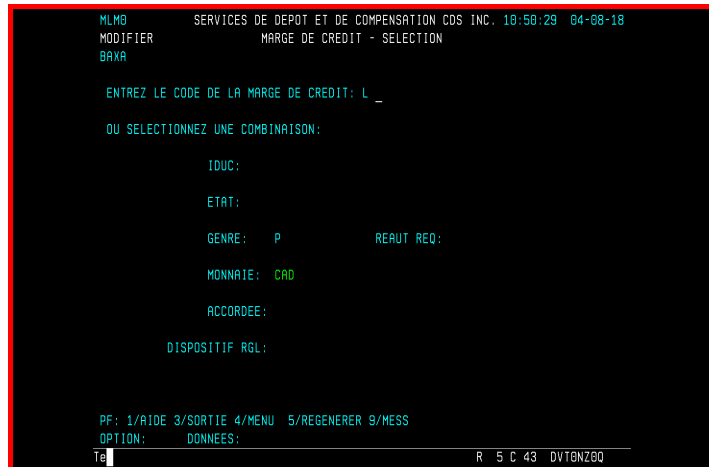 MLM0 SERVICES DE DEPOT ET DE COMPENSATION CDS INC. 10:50:29 04-08-18
MODIFIER MARGE DE CREDIT - SELECTION
BAXA
ENTREZ LE CODE DE LA MARGE DE CREDIT: L _
OU SELECTIONNEZ UNE COMBINAISON:
IDUC:
ETAT:
GENRE: P REAUT REQ:
MONNAIE: CAD
ACCORDEE:
DISPOSITIF RGL:
PF: 1/AIDE 3/SORTIE 4/MENU 5/REGENERER 9/MESS
OPTION: DONNEES:
Te R 5 C 43 DVT0NZ0Q